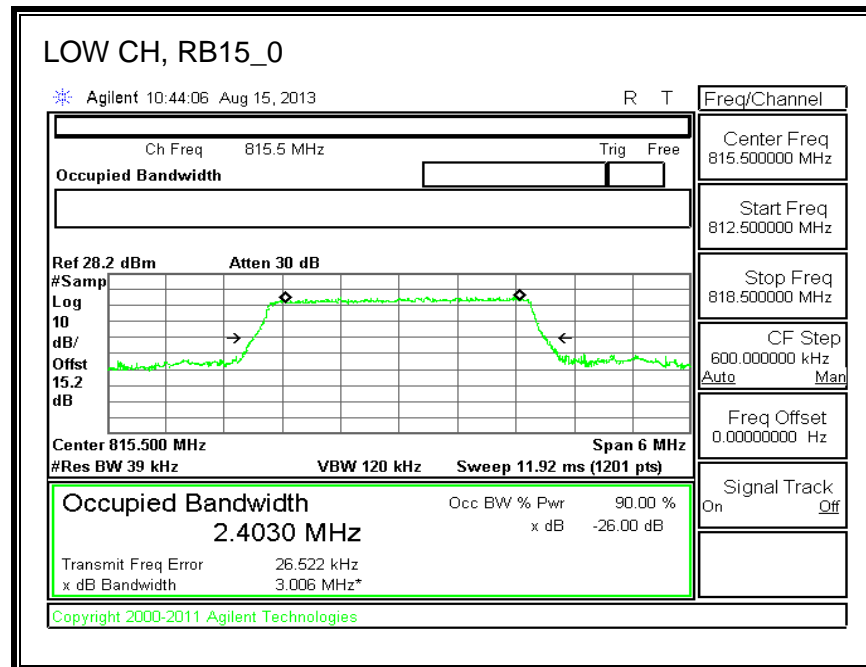 LOW CH, RB15_0
Agilent 10:44:06 Aug 15, 2013 R T
Freq/Channel
Ch Freq 815.5 MHz Trig Free
Occupied Bandwidth
Center Freq
815.500000 MHz
Start Freq
812.500000 MHz
Stop Freq
818.500000 MHz
CF Step
600.000000 kHz
Auto Man
Freq Offset
0.00000000 Hz
Signal Track
On Off
Ref 28.2 dBm Atten 30 dB
#Samp
Log
10
dB/
Offst
15.2
dB
Center 815.500 MHz Span 6 MHz
#Res BW 39 kHz VBW 120 kHz Sweep 11.92 ms (1201 pts)
Occupied Bandwidth Occ BW % Pwr 90.00 %
2.4030 MHz x dB -26.00 dB
Transmit Freq Error 26.522 kHz
x dB Bandwidth 3.006 MHz*
Copyright 2000-2011 Agilent Technologies